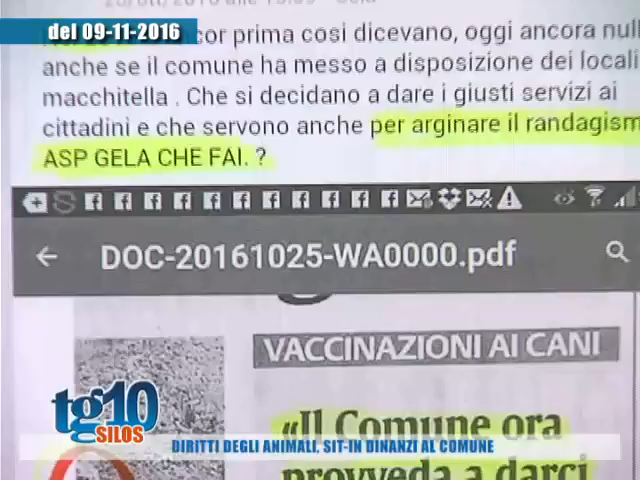 del 09-11-2016
cor prima cosi dicevano, oggi ancora null
anche se il comune ha messo a disposizione dei locali
macchitella . Che si decidano a dare i giusti servizi ai
cittadini e che servono anche per arginare il randagism
ASP GELA CHE FAI. ?
DOC-20161025-WA0000.pdf
VACCINAZIONI AI CANI
«Il Comune ora
provveda a darci
tg10
SILOS
DIRITTI DEGLI ANIMALI, SIT-IN DINANZI AL COMUNE